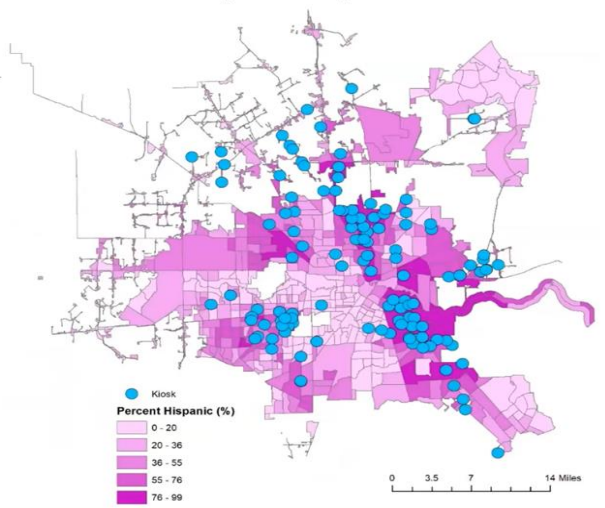 Kiosk
Percent Hispanic (%)
0 - 20
20 - 36
36 - 55
55 - 76
76 - 99
0 3.5 7 14 Miles